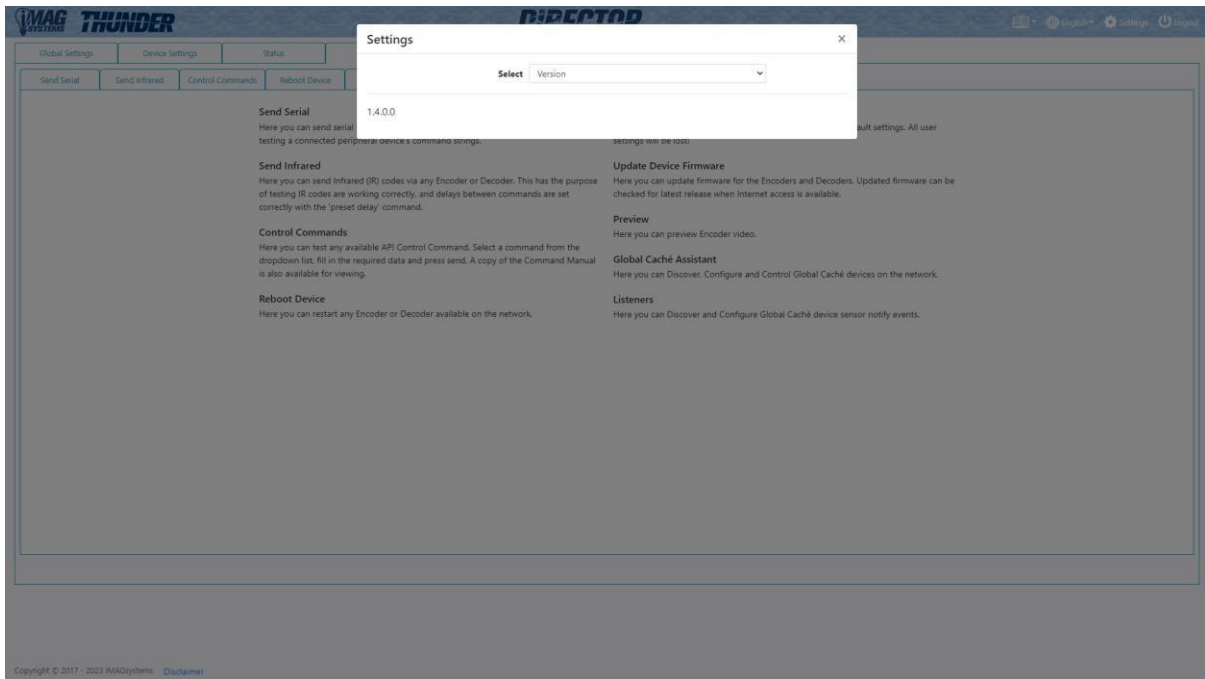 iMAG
SYSTEMS
THUNDER
DIRECTOR
English
Settings
Logout
Global Settings
Device Settings
Status
Send Serial
Send Infrared
Control Commands
Reboot Device
Settings
×
Select
Version
1.4.0.0
Send Serial
Here you can send serial
testing a connected peripheral device's command strings.
Send Infrared
Here you can send Infrared (IR) codes via any Encoder or Decoder. This has the purpose
of testing IR codes are working correctly, and delays between commands are set
correctly with the 'preset delay' command.
Control Commands
Here you can test any available API Control Command. Select a command from the
dropdown list, fill in the required data and press send. A copy of the Command Manual
is also available for viewing.
Reboot Device
Here you can restart any Encoder or Decoder available on the network.
ault settings. All user
settings will be lost!
Update Device Firmware
Here you can update firmware for the Encoders and Decoders. Updated firmware can be
checked for latest release when Internet access is available.
Preview
Here you can preview Encoder video.
Global Caché Assistant
Here you can Discover, Configure and Control Global Caché devices on the network.
Listeners
Here you can Discover and Configure Global Caché device sensor notify events.
Copyright © 2017 - 2023 iMAGsystems Disclaimer